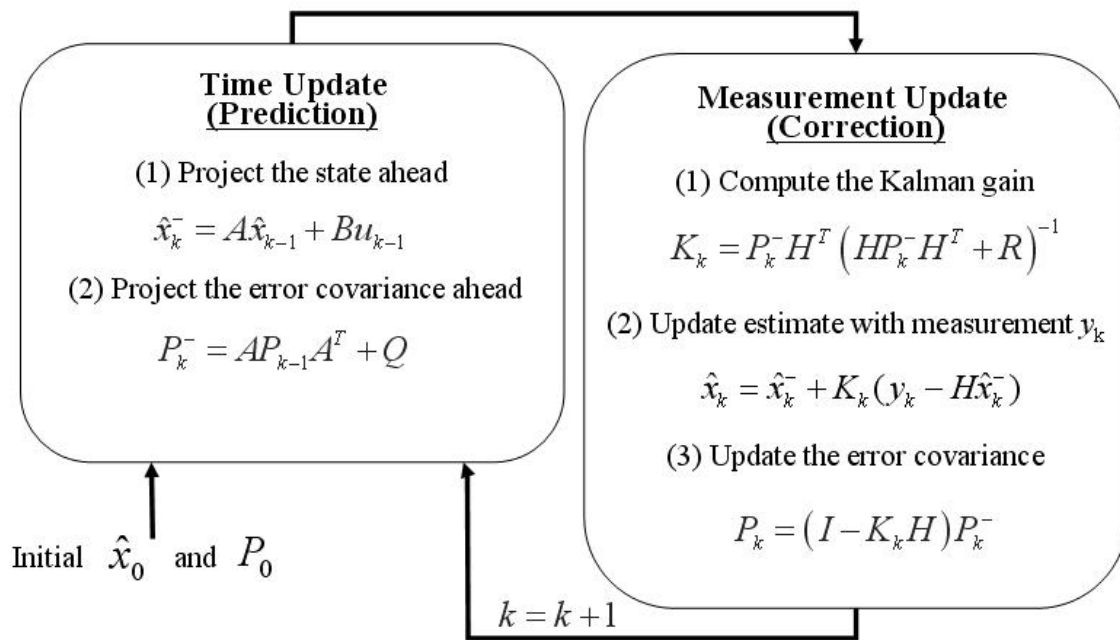 Time Update
(Prediction)
(1) Project the state ahead
x̂ₖ⁻ = Ax̂ₖ₋₁ + Buₖ₋₁
(2) Project the error covariance ahead
Pₖ⁻ = APₖ₋₁Aᵀ + Q
Initial x̂₀ and P₀
Measurement Update
(Correction)
(1) Compute the Kalman gain
Kₖ = Pₖ⁻Hᵀ(HPₖ⁻Hᵀ + R)⁻¹
(2) Update estimate with measurement yₖ
x̂ₖ = x̂ₖ⁻ + Kₖ(yₖ − Hx̂ₖ⁻)
(3) Update the error covariance
Pₖ = (I − KₖH)Pₖ⁻
k = k + 1